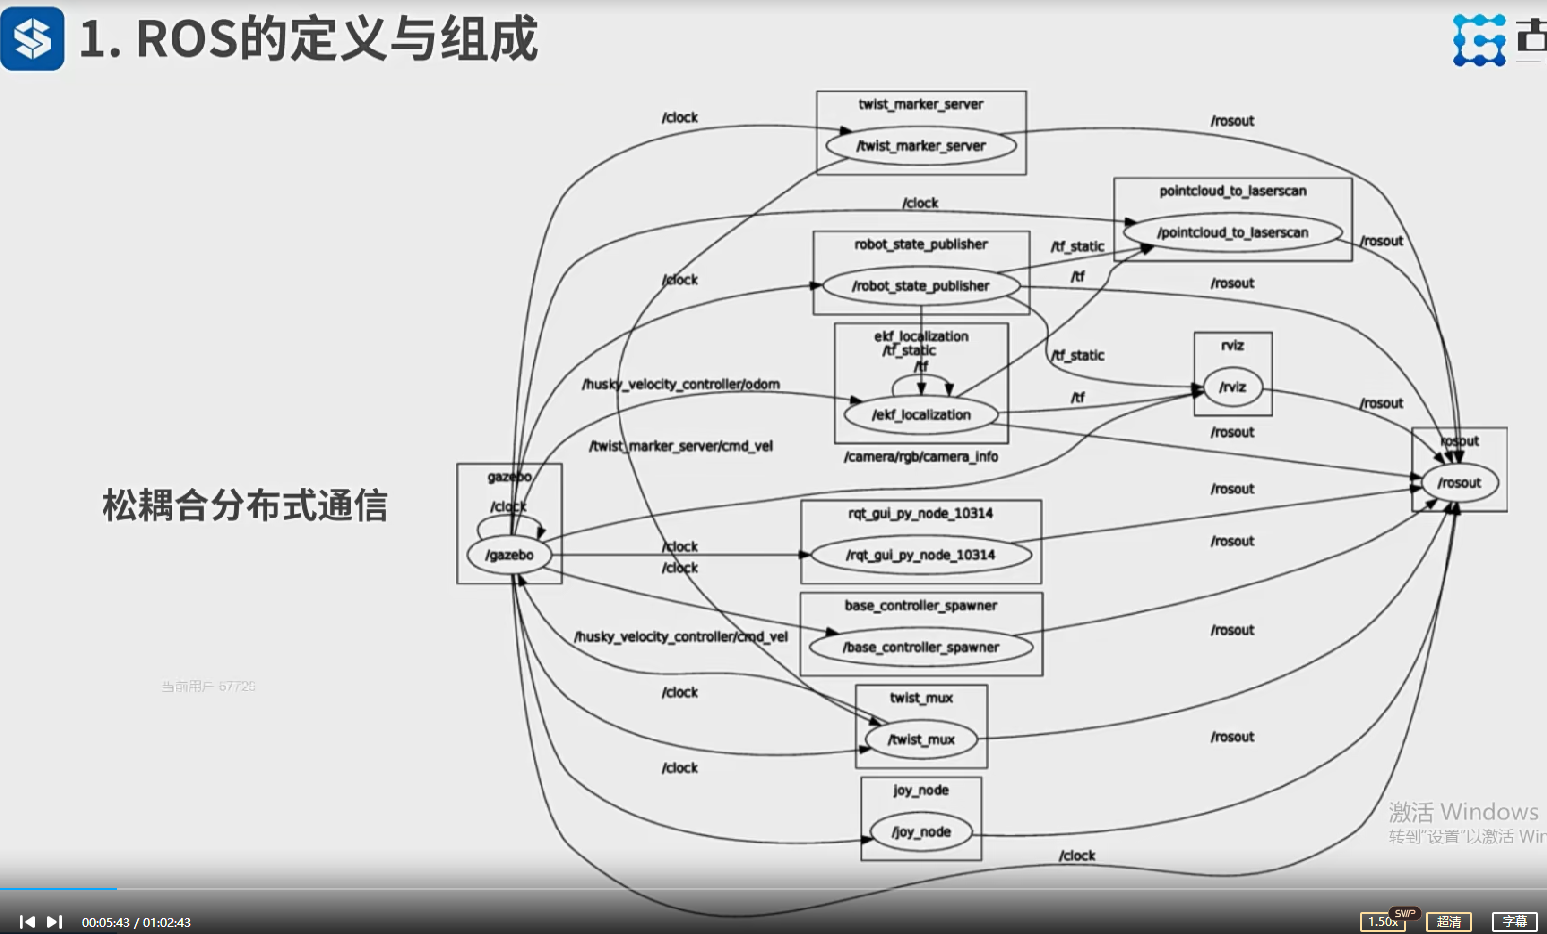 1. ROS的定义与组成
twist_marker_server
/clock
/rosout
/twist_marker_server
pointcloud_to_laserscan
/clock
/pointcloud_to_laserscan
/rosout
robot_state_publisher
/tf_static
/clock
/robot_state_publisher
/tf
/rosout
ekf_localization
/tf_static
/tf_static
rviz
/tf
/husky_velocity_controller/odom
/rviz
/tf
/rosout
/ekf_localization
/rosout
/twist_marker_server/cmd_vel
rosout
/camera/rgb/camera_info
gazebo
/rosout
/rosout
松耦合分布式通信
/clock
rqt_gui_py_node_10314
/rosout
/clock
/gazebo
/rqt_gui_py_node_10314
/clock
base_controller_spawner
/husky_velocity_controller/cmd_vel
/rosout
/base_controller_spawner
/clock
twist_mux
/twist_mux
/rosout
/clock
joy_node
/joy_node
/clock
当前用户
激活 Windows
转到"设置"以激活 Win
00:05:43 / 01:02:43
1.50x
SVIP
超清
字幕